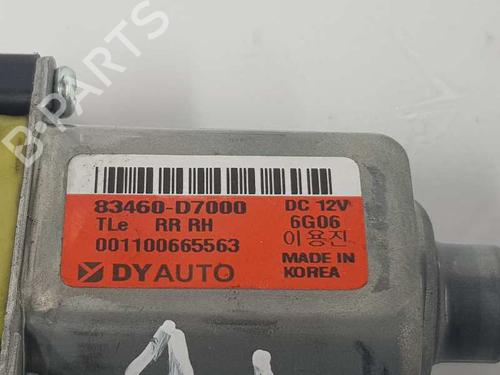 83460-D7000 DC 12V
TLe RR RH 6G06
001100665563 이용진
DYAUTO MADE IN KOREA
B-PARTS